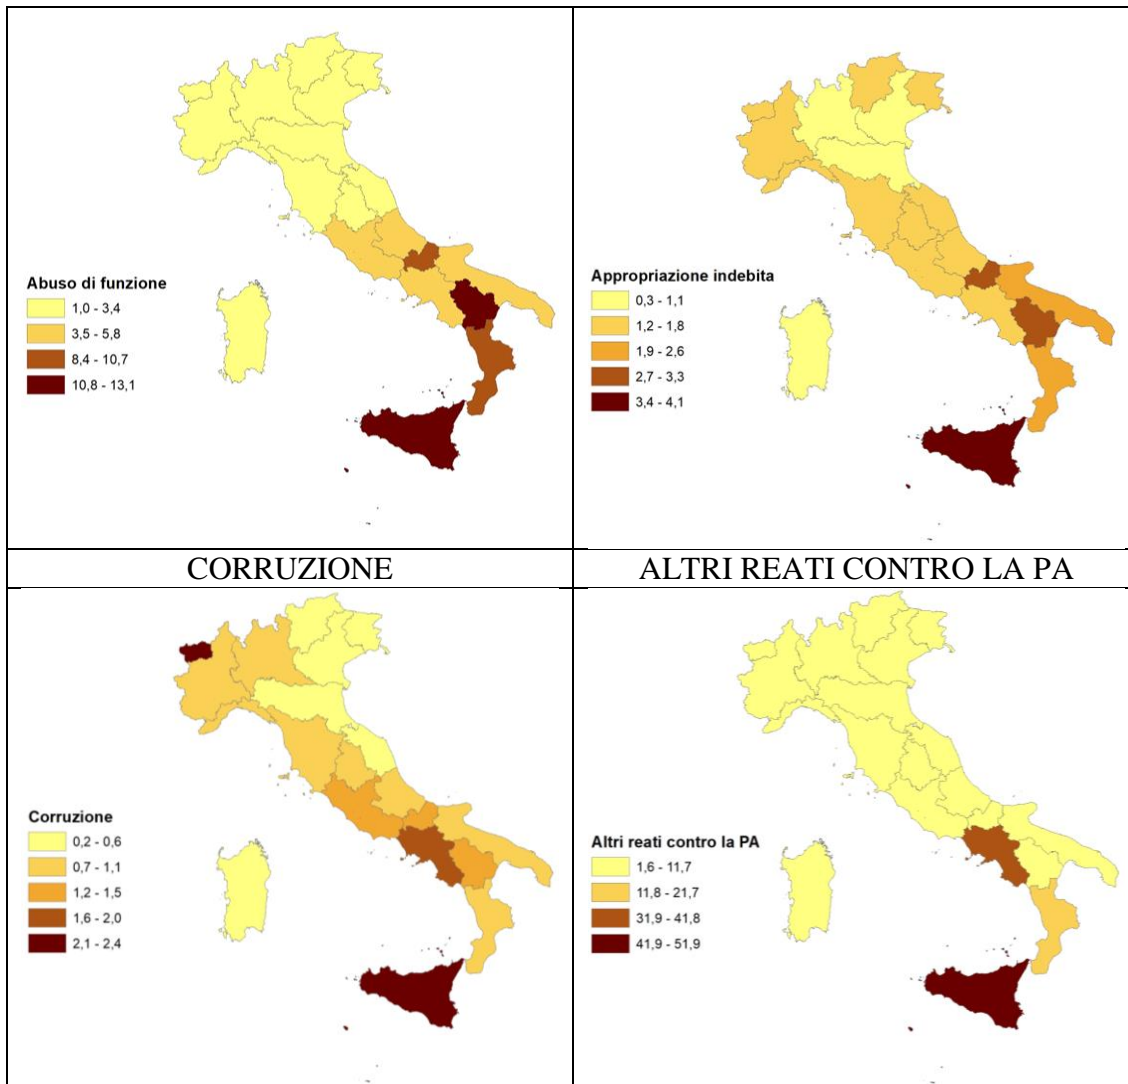 Abuso di funzione
1,0 - 3,4
3,5 - 5,8
8,4 - 10,7
10,8 - 13,1
Appropriazione indebita
0,3 - 1,1
1,2 - 1,8
1,9 - 2,6
2,7 - 3,3
3,4 - 4,1
CORRUZIONE
ALTRI REATI CONTRO LA PA
Corruzione
0,2 - 0,6
0,7 - 1,1
1,2 - 1,5
1,6 - 2,0
2,1 - 2,4
Altri reati contro la PA
1,6 - 11,7
11,8 - 21,7
31,9 - 41,8
41,9 - 51,9